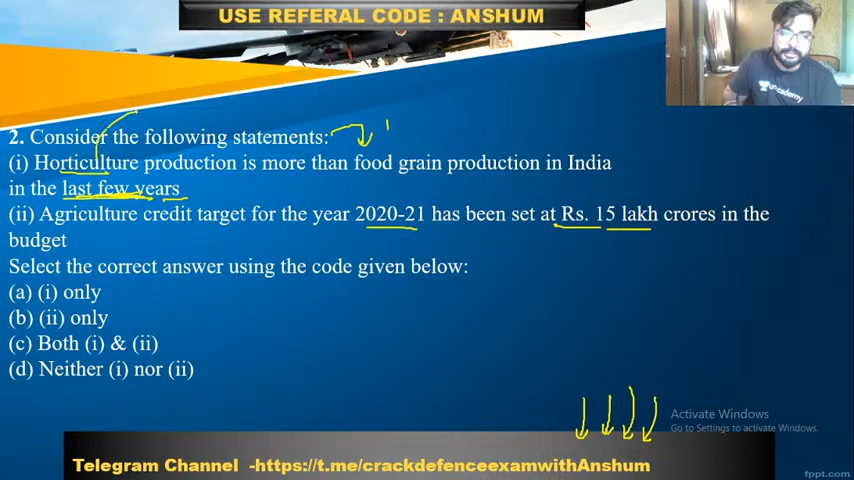 USE REFERAL CODE : ANSHUM
unacademy
2. Consider the following statements:
(i) Horticulture production is more than food grain production in India
in the last few years
(ii) Agriculture credit target for the year 2020-21 has been set at Rs. 15 lakh crores in the
budget
Select the correct answer using the code given below:
(a) (i) only
(b) (ii) only
(c) Both (i) & (ii)
(d) Neither (i) nor (ii)
Activate Windows
Go to Settings to activate Windows.
Telegram Channel -https://t.me/crackdefenceexamwithAnshum
fppt.com